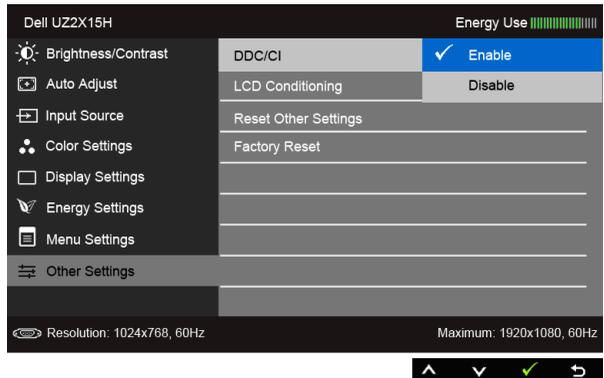 Dell UZ2X15H Energy Use
Brightness/Contrast DDC/CI Enable
Auto Adjust LCD Conditioning Disable
Input Source Reset Other Settings
Color Settings Factory Reset
Display Settings
Energy Settings
Menu Settings
Other Settings
Resolution: 1024x768, 60Hz Maximum: 1920x1080, 60Hz